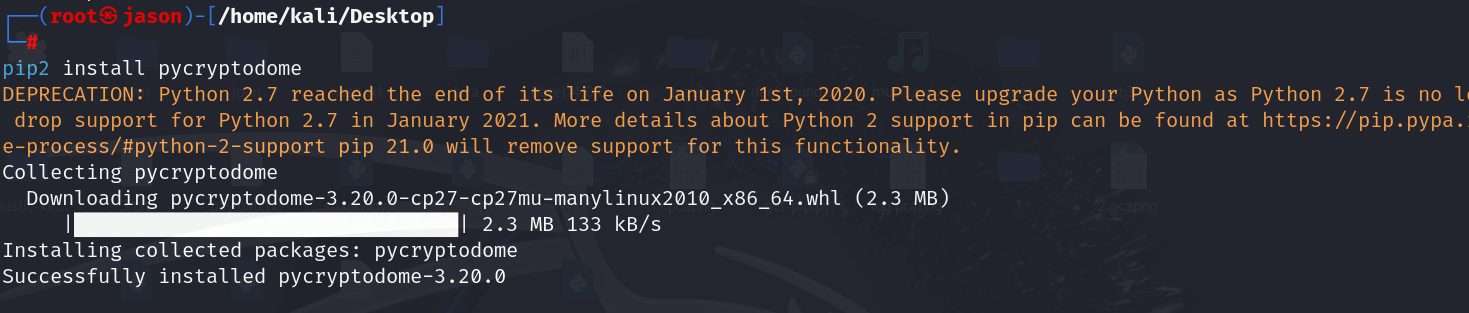 ┌──(root㉿jason)-[/home/kali/Desktop]
└─#
pip2 install pycryptodome
DEPRECATION: Python 2.7 reached the end of its life on January 1st, 2020. Please upgrade your Python as Python 2.7 is no
drop support for Python 2.7 in January 2021. More details about Python 2 support in pip can be found at https://pip.pypa.
e-process/#python-2-support pip 21.0 will remove support for this functionality.
Collecting pycryptodome
Downloading pycryptodome-3.20.0-cp27-cp27mu-manylinux2010_x86_64.whl (2.3 MB)
| | 2.3 MB 133 kB/s
Installing collected packages: pycryptodome
Successfully installed pycryptodome-3.20.0